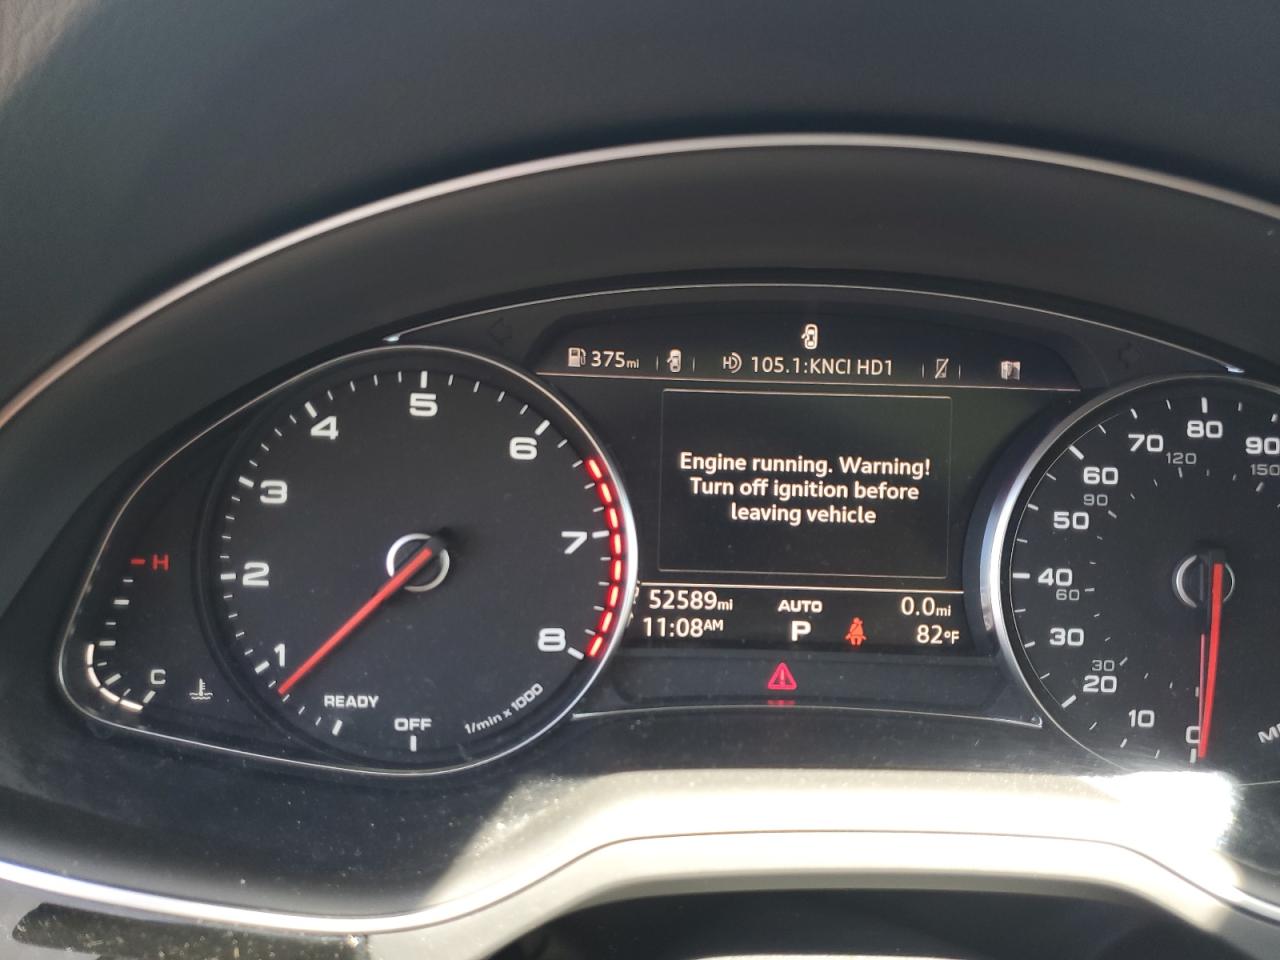 375mi
105.1:KNCI HD1
Engine running. Warning!
Turn off ignition before
leaving vehicle
52589mi
AUTO
0.0mi
11:08AM
P
82°F
H
C
1
2
3
4
5
6
7
8
READY
OFF
1/min x 1000
0
10
20
30
30
40
60
50
60
90
70
80
120
90
150